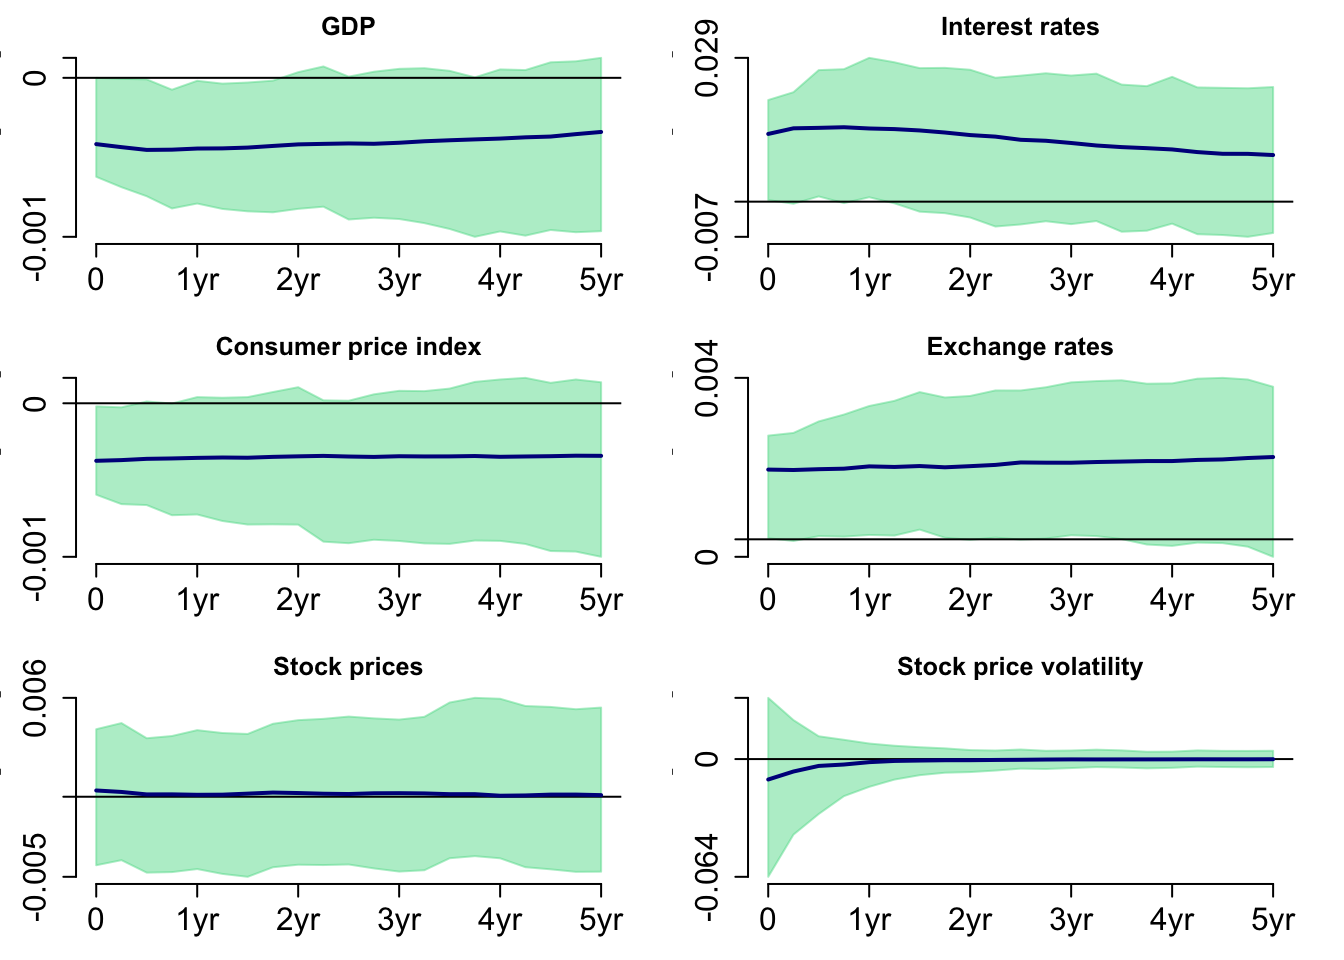 GDP
0
-0.001
0 1yr 2yr 3yr 4yr 5yr
Interest rates
0.029
-0.007
0 1yr 2yr 3yr 4yr 5yr
Consumer price index
0
-0.001
0 1yr 2yr 3yr 4yr 5yr
Exchange rates
0.004
0
0 1yr 2yr 3yr 4yr 5yr
Stock prices
0.006
-0.005
0 1yr 2yr 3yr 4yr 5yr
Stock price volatility
0
-0.064
0 1yr 2yr 3yr 4yr 5yr